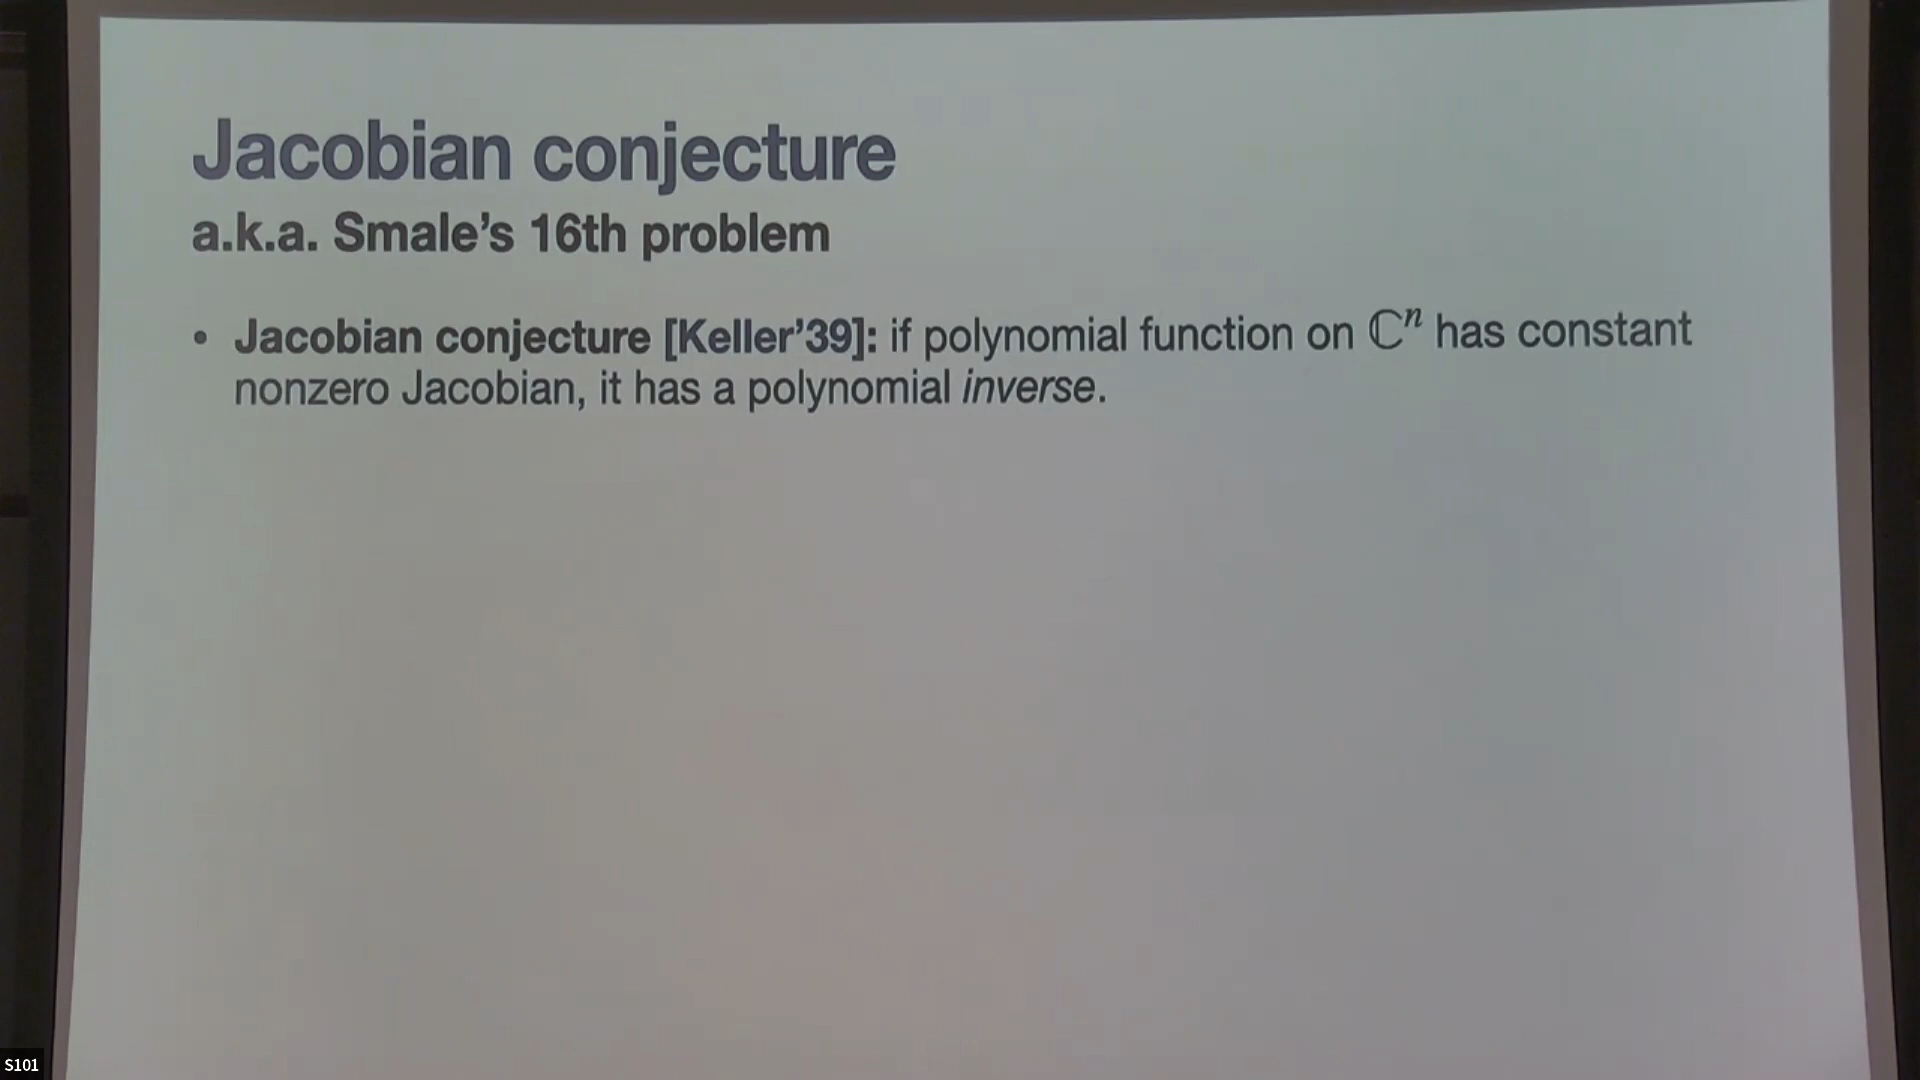 Jacobian conjecture
a.k.a. Smale’s 16th problem
• Jacobian conjecture [Keller’39]: if polynomial function on ℂⁿ has constant
nonzero Jacobian, it has a polynomial inverse.
S101